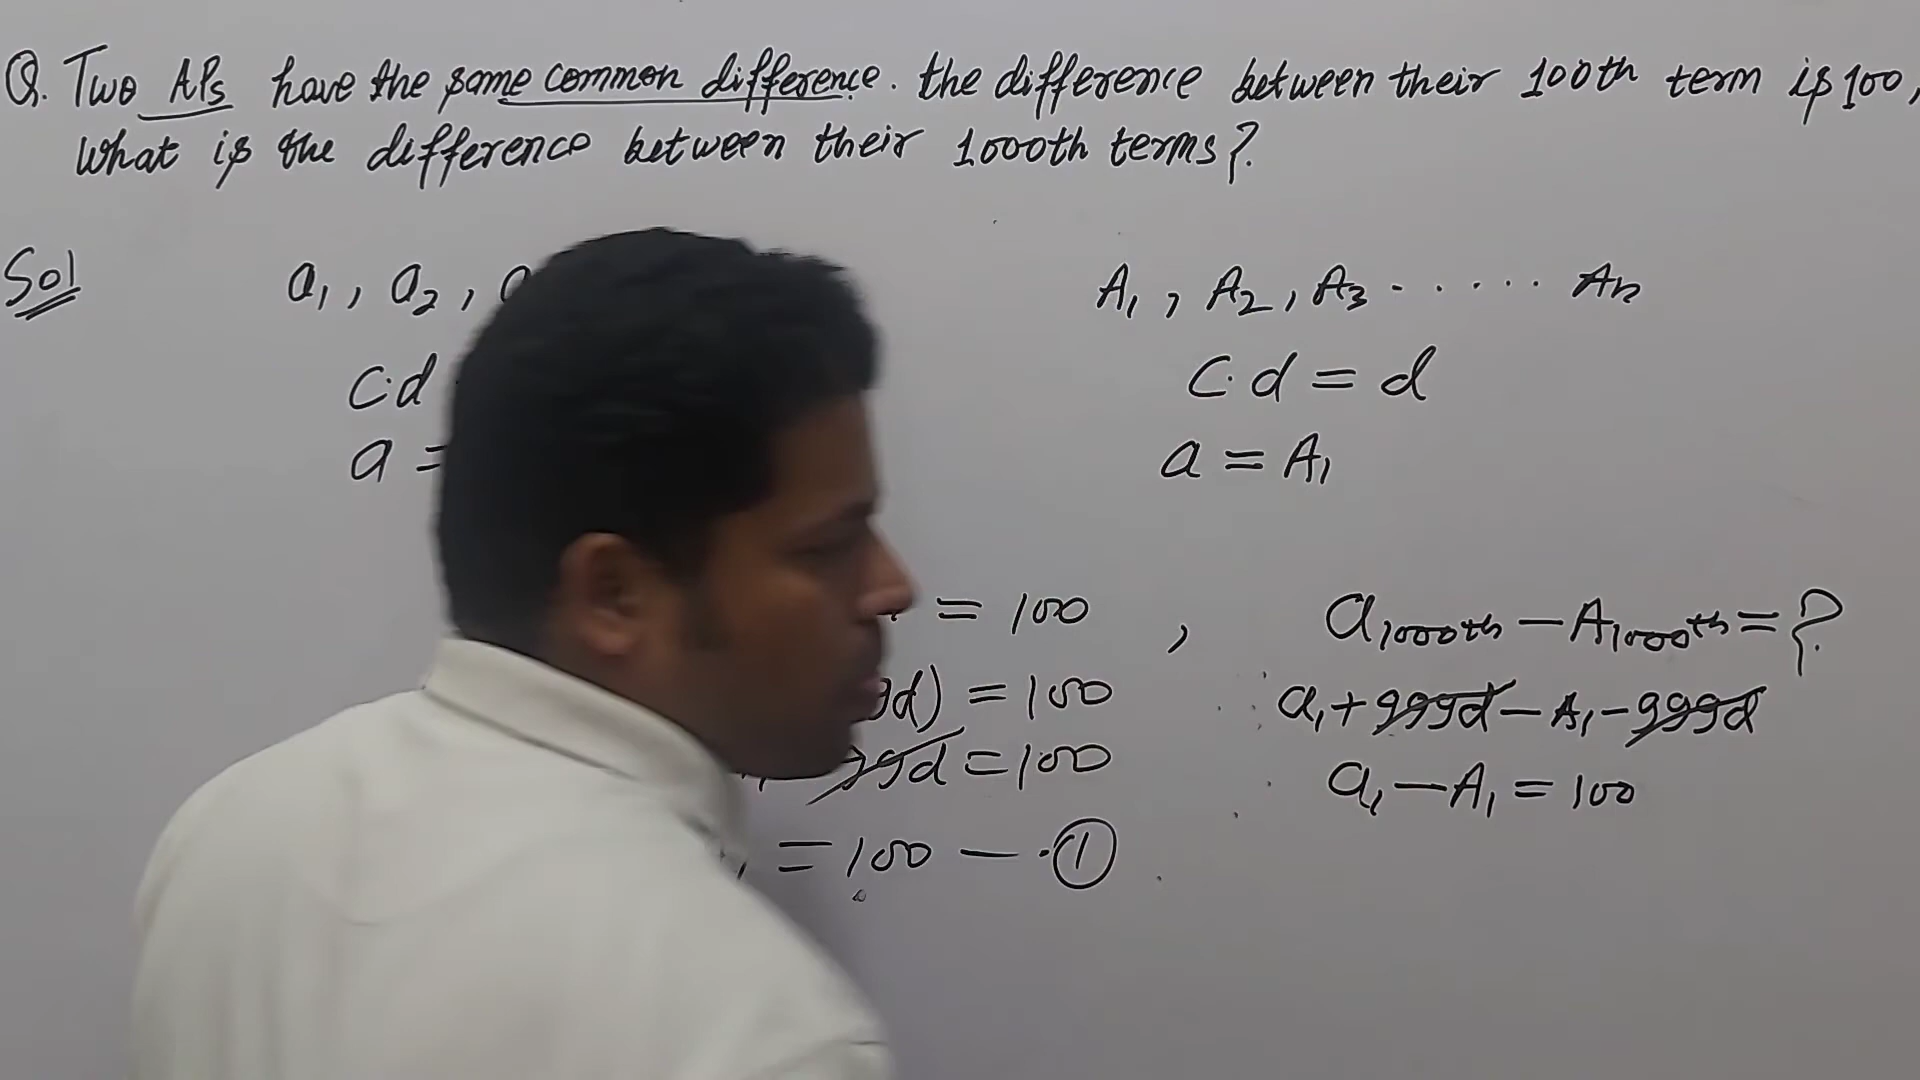 Q. Two APs have the same common difference. the difference between their 100th term is 100,
What is the difference between their 1000th terms?
Sol
a₁, a₂, a
A₁, A₂, A₃ ...... An
C.d
C.d = d
a =
a = A₁
= 100 , a₁₀₀₀th – A₁₀₀₀th = ?
9d) = 100
a₁ + 999d – A₁ – 999d
99d = 100
a₁ – A₁ = 100
= 100 — ①